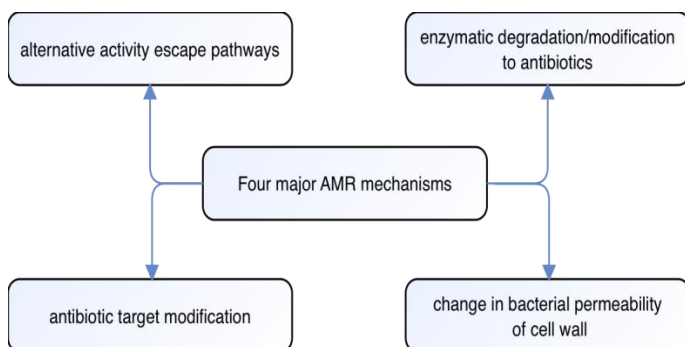 alternative activity escape pathways
enzymatic degradation/modification
to antibiotics
Four major AMR mechanisms
antibiotic target modification
change in bacterial permeability
of cell wall